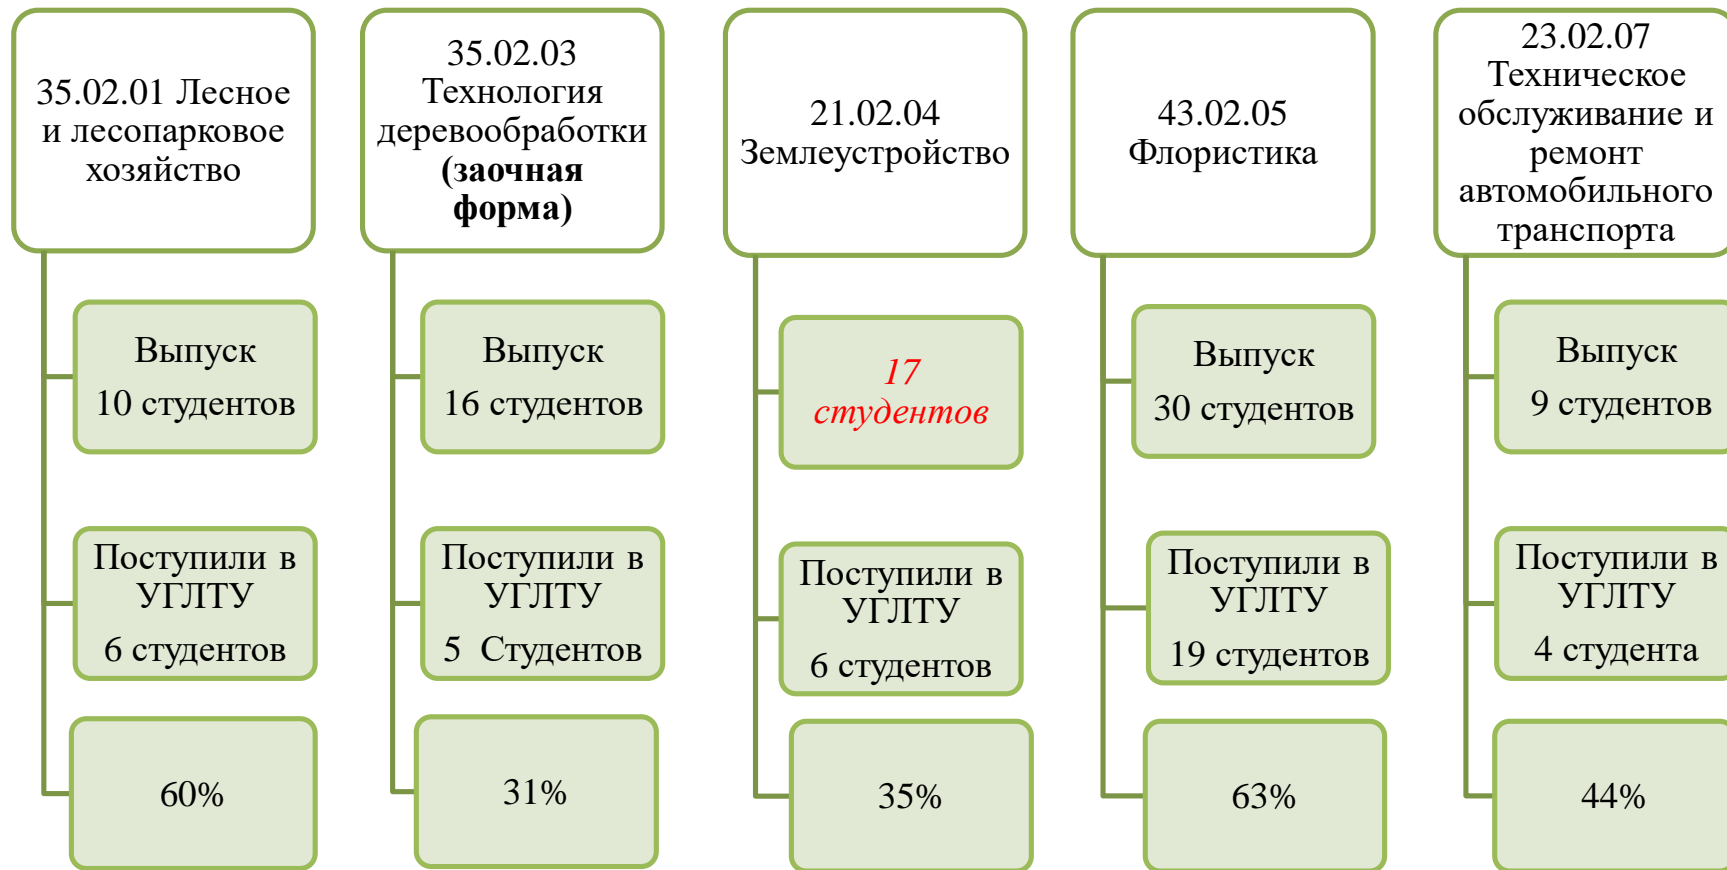 35.02.01 Лесное
и лесопарковое
хозяйство
Выпуск
10 студентов
Поступили в
УГЛТУ
6 студентов
60%
35.02.03
Технология
деревообработки
(заочная
форма)
Выпуск
16 студентов
Поступили в
УГЛТУ
5 Студентов
31%
21.02.04
Землеустройство
17
студентов
Поступили в
УГЛТУ
6 студентов
35%
43.02.05
Флористика
Выпуск
30 студентов
Поступили в
УГЛТУ
19 студентов
63%
23.02.07
Техническое
обслуживание и
ремонт
автомобильного
транспорта
Выпуск
9 студентов
Поступили в
УГЛТУ
4 студента
44%